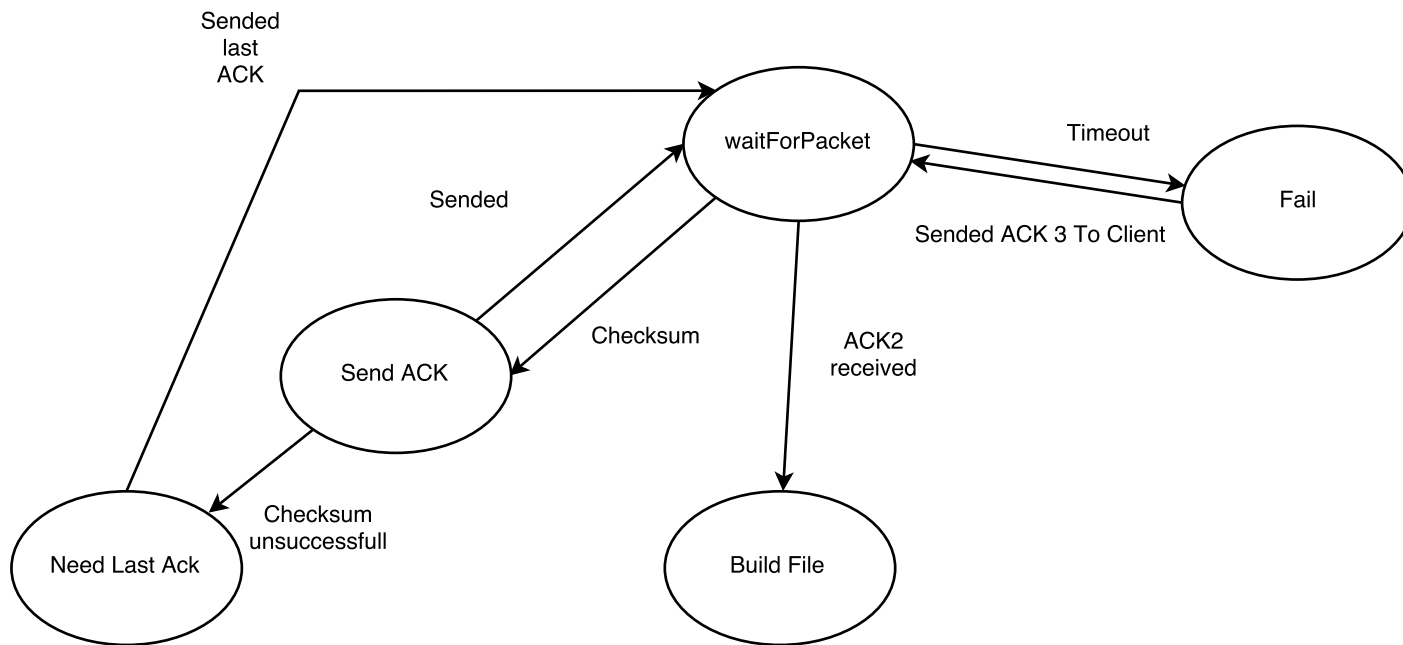 Sended
last
ACK
waitForPacket
Timeout
Fail
Sended
Sended ACK 3 To Client
Checksum
ACK2
received
Send ACK
Checksum
unsuccessfull
Need Last Ack
Build File